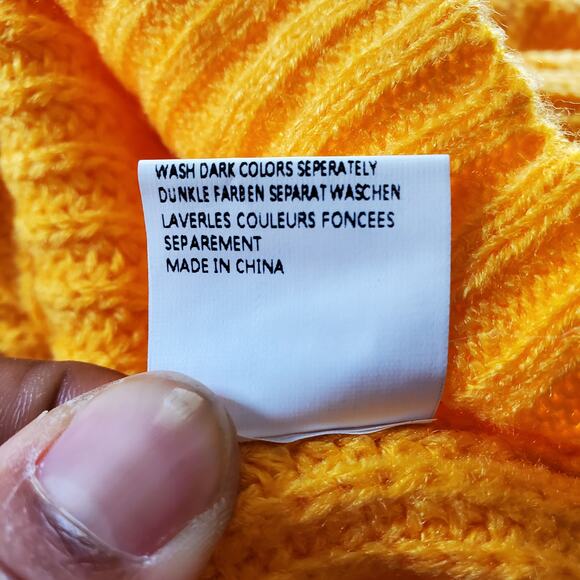 WASH DARK COLORS SEPERATELY
DUNKLE FARBEN SEPARAT WASCHEN
LAVERLES COULEURS FONCEES
SEPAREMENT
MADE IN CHINA